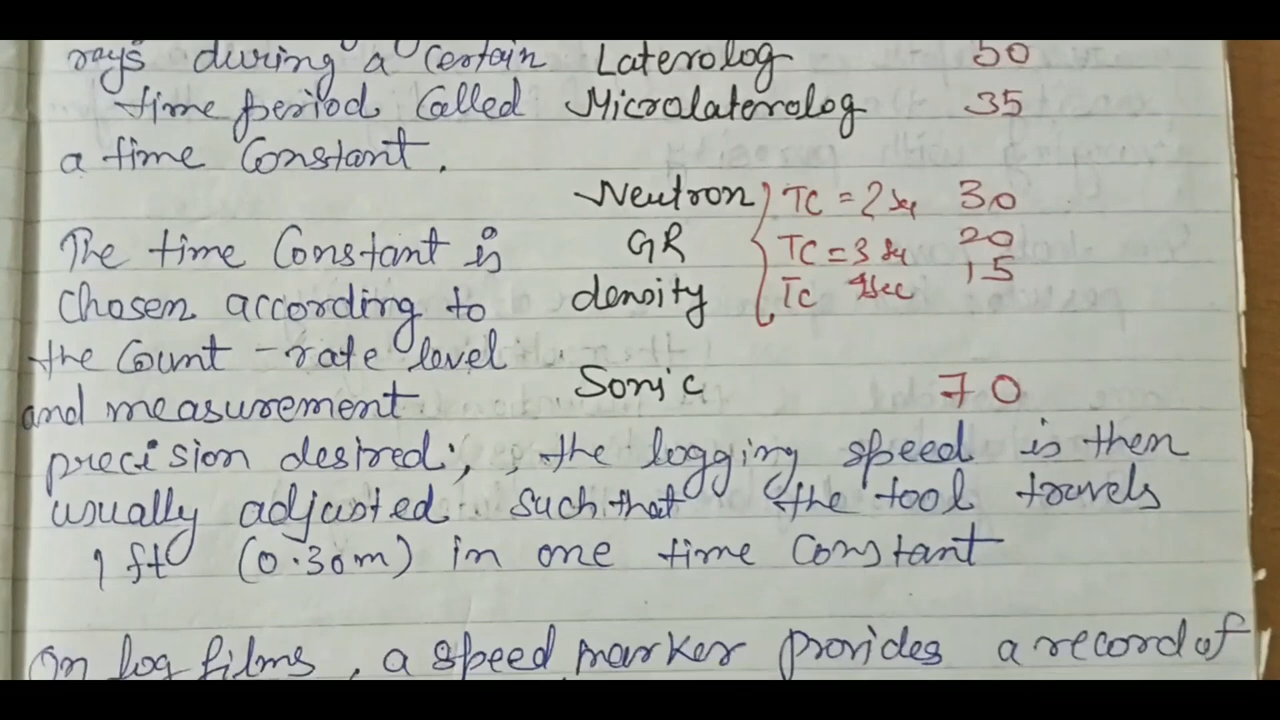 rays during a certain Laterolog 50
time period Called Microlaterolog 35
a time Constant.
Neutron TC = 2 sec 30
The time Constant is GR TC = 3 sec 20
Chosen according to density TC 4sec 15
the Count-rate level
and measurement Sonic 70
precision desired; , the logging speed is then
usually adjusted such that the tool travels
1 ft (0.30m) in one time Constant
On log films, a speed marker provides a record of